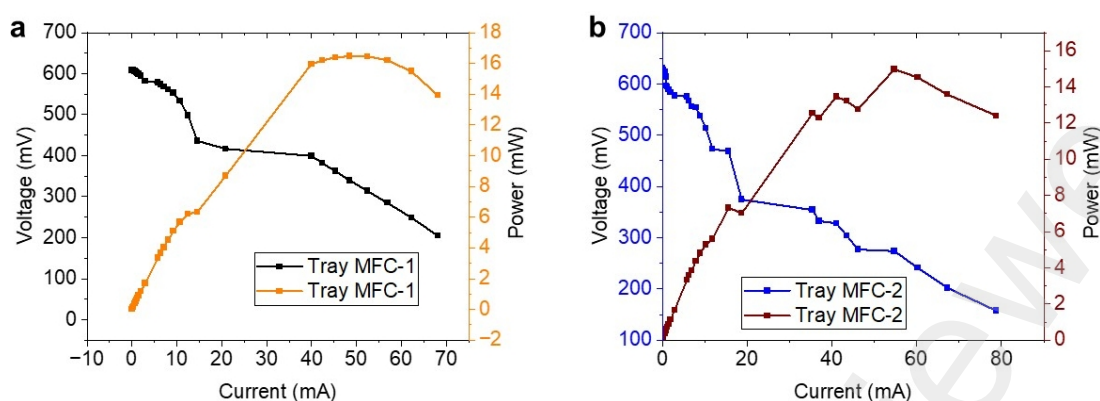 a
700
600
500
400
300
200
100
0
Voltage (mV)
−10 0 10 20 30 40 50 60 70
Current (mA)
18
16
14
12
10
8
6
4
2
0
−2
Power (mW)
Tray MFC-1
Tray MFC-1
b
700
600
500
400
300
200
100
Voltage (mV)
0 20 40 60 80
Current (mA)
16
14
12
10
8
6
4
2
0
Power (mW)
Tray MFC-2
Tray MFC-2
iewe